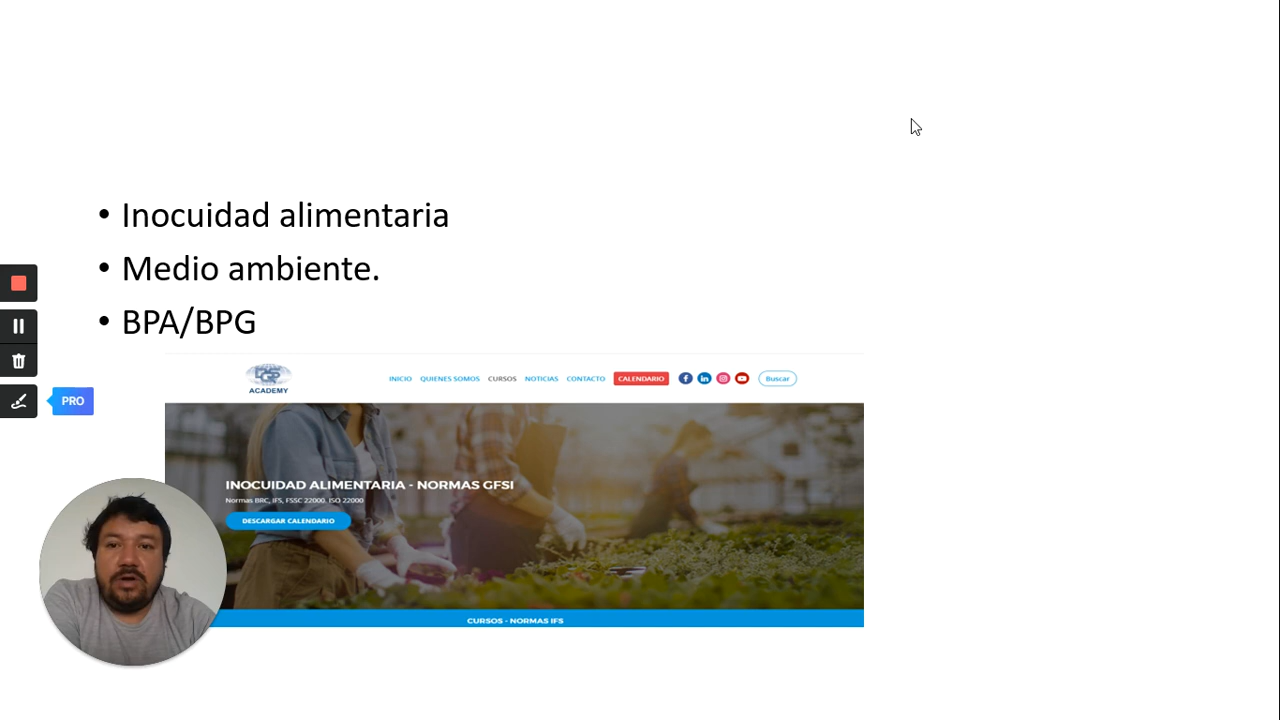 • Inocuidad alimentaria
• Medio ambiente.
• BPA/BPG
PRO
ACADEMY
INICIO QUIENES SOMOS CURSOS NOTICIAS CONTACTO CALENDARIO Buscar
INOCUIDAD ALIMENTARIA - NORMAS GFSI
Normas BRC, IFS, FSSC 22000. ISO 22000
DESCARGAR CALENDARIO
CURSOS - NORMAS IFS